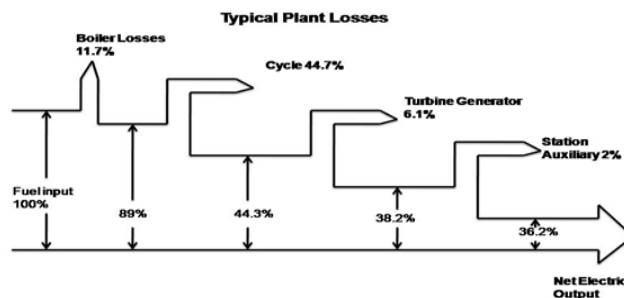 Typical Plant Losses
Boiler Losses
11.7%
Cycle 44.7%
Turbine Generator
6.1%
Station
Auxiliary 2%
Fuel input
100%
89%
44.3%
38.2%
36.2%
Net Electric
Output